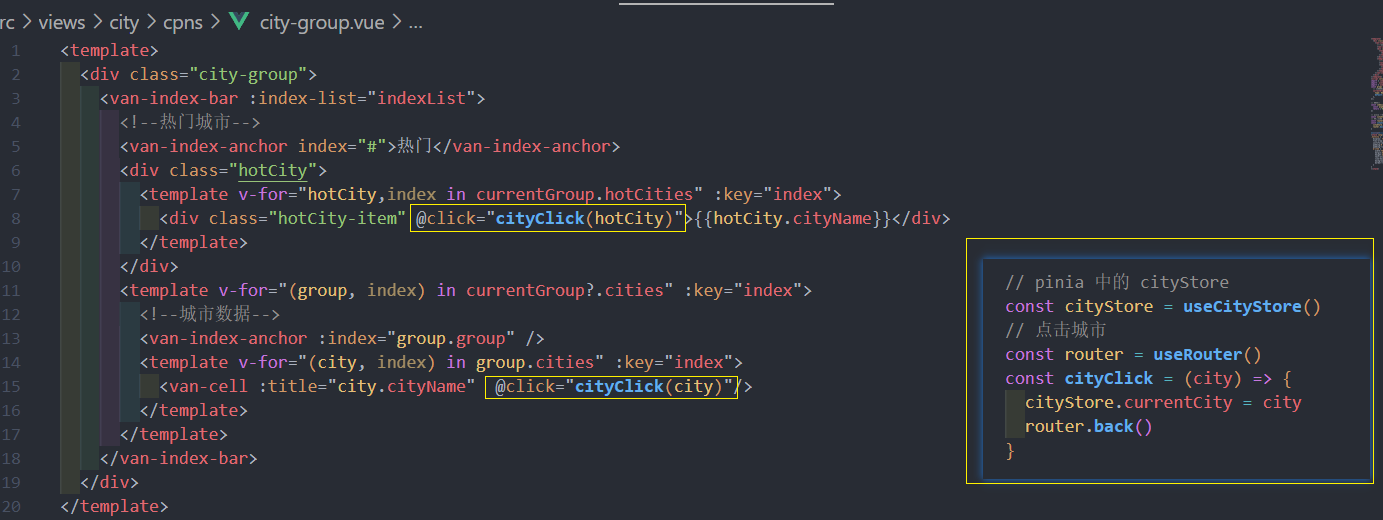 rc > views > city > cpns > city-group.vue > ...
1 <template>
2 <div class="city-group">
3 <van-index-bar :index-list="indexList">
4 <!--热门城市-->
5 <van-index-anchor index="#">热门</van-index-anchor>
6 <div class="hotCity">
7 <template v-for="hotCity,index in currentGroup.hotCities" :key="index">
8 <div class="hotCity-item" @click="cityClick(hotCity)">{{hotCity.cityName}}</div>
9 </template>
10 </div>
11 <template v-for="(group, index) in currentGroup?.cities" :key="index">
12 <!--城市数据-->
13 <van-index-anchor :index="group.group" />
14 <template v-for="(city, index) in group.cities" :key="index">
15 <van-cell :title="city.cityName" @click="cityClick(city)"/>
16 </template>
17 </template>
18 </van-index-bar>
19 </div>
20 </template>
// pinia 中的 cityStore
const cityStore = useCityStore()
// 点击城市
const router = useRouter()
const cityClick = (city) => {
cityStore.currentCity = city
router.back()
}